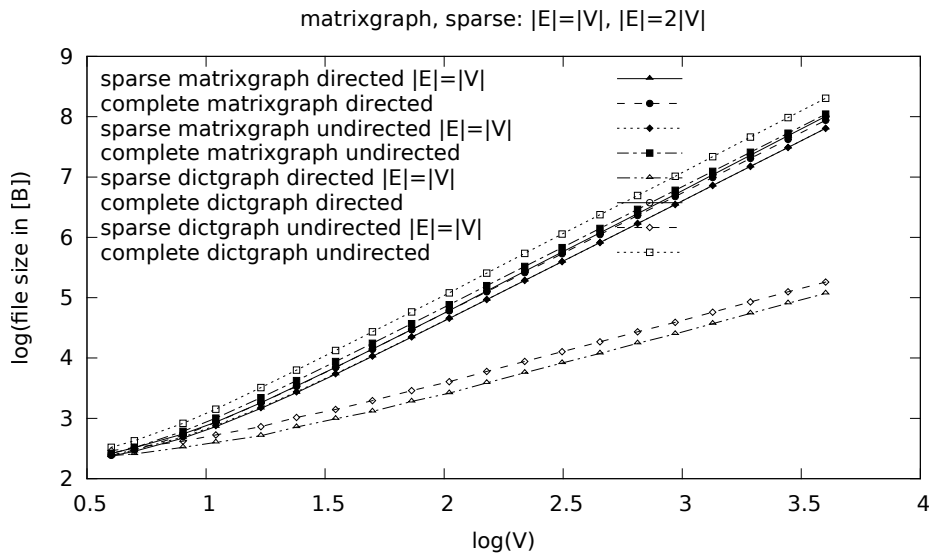 matrixgraph, sparse: |E|=|V|, |E|=2|V|
9
8
7
6
5
4
3
2
log(file size in [B])
sparse matrixgraph directed |E|=|V|
complete matrixgraph directed
sparse matrixgraph undirected |E|=|V|
complete matrixgraph undirected
sparse dictgraph directed |E|=|V|
complete dictgraph directed
sparse dictgraph undirected |E|=|V|
complete dictgraph undirected
0.5 1 1.5 2 2.5 3 3.5 4
log(V)